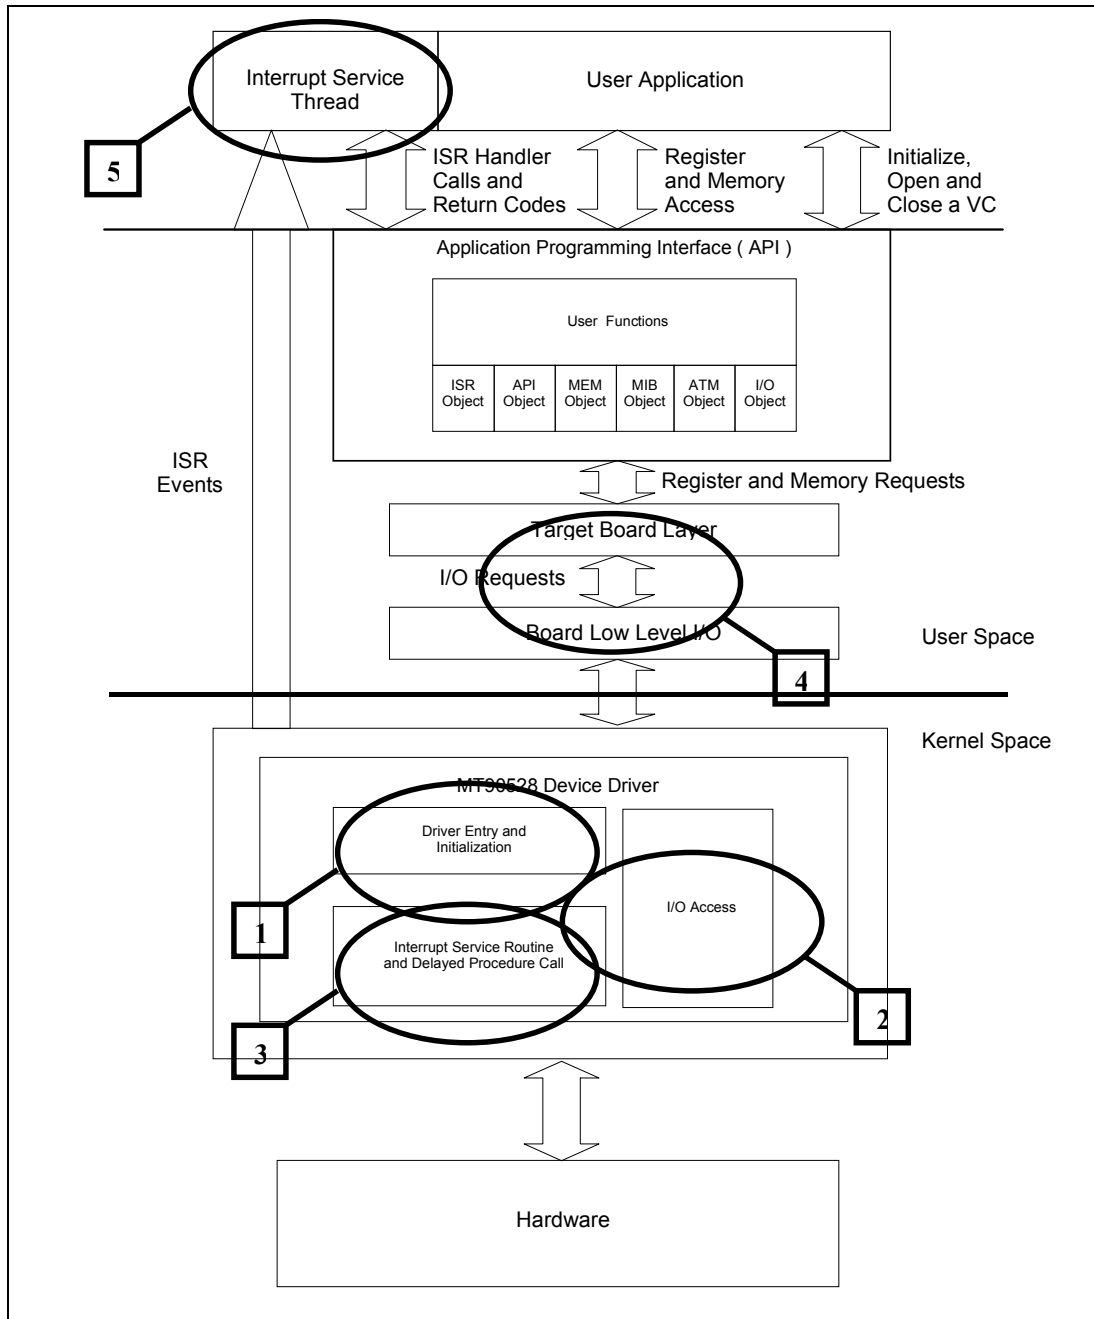 Interrupt Service
Thread
User Application
5
ISR Handler
Calls and
Return Codes
Register
and Memory
Access
Initialize,
Open and
Close a VC
Application Programming Interface ( API )
User Functions
ISR
Object
API
Object
MEM
Object
MIB
Object
ATM
Object
I/O
Object
ISR
Events
Register and Memory Requests
Target Board Layer
I/O Requests
Board Low Level I/O
User Space
4
Kernel Space
MT90528 Device Driver
Driver Entry and
Initialization
I/O Access
1
Interrupt Service Routine
and Delayed Procedure Call
2
3
Hardware